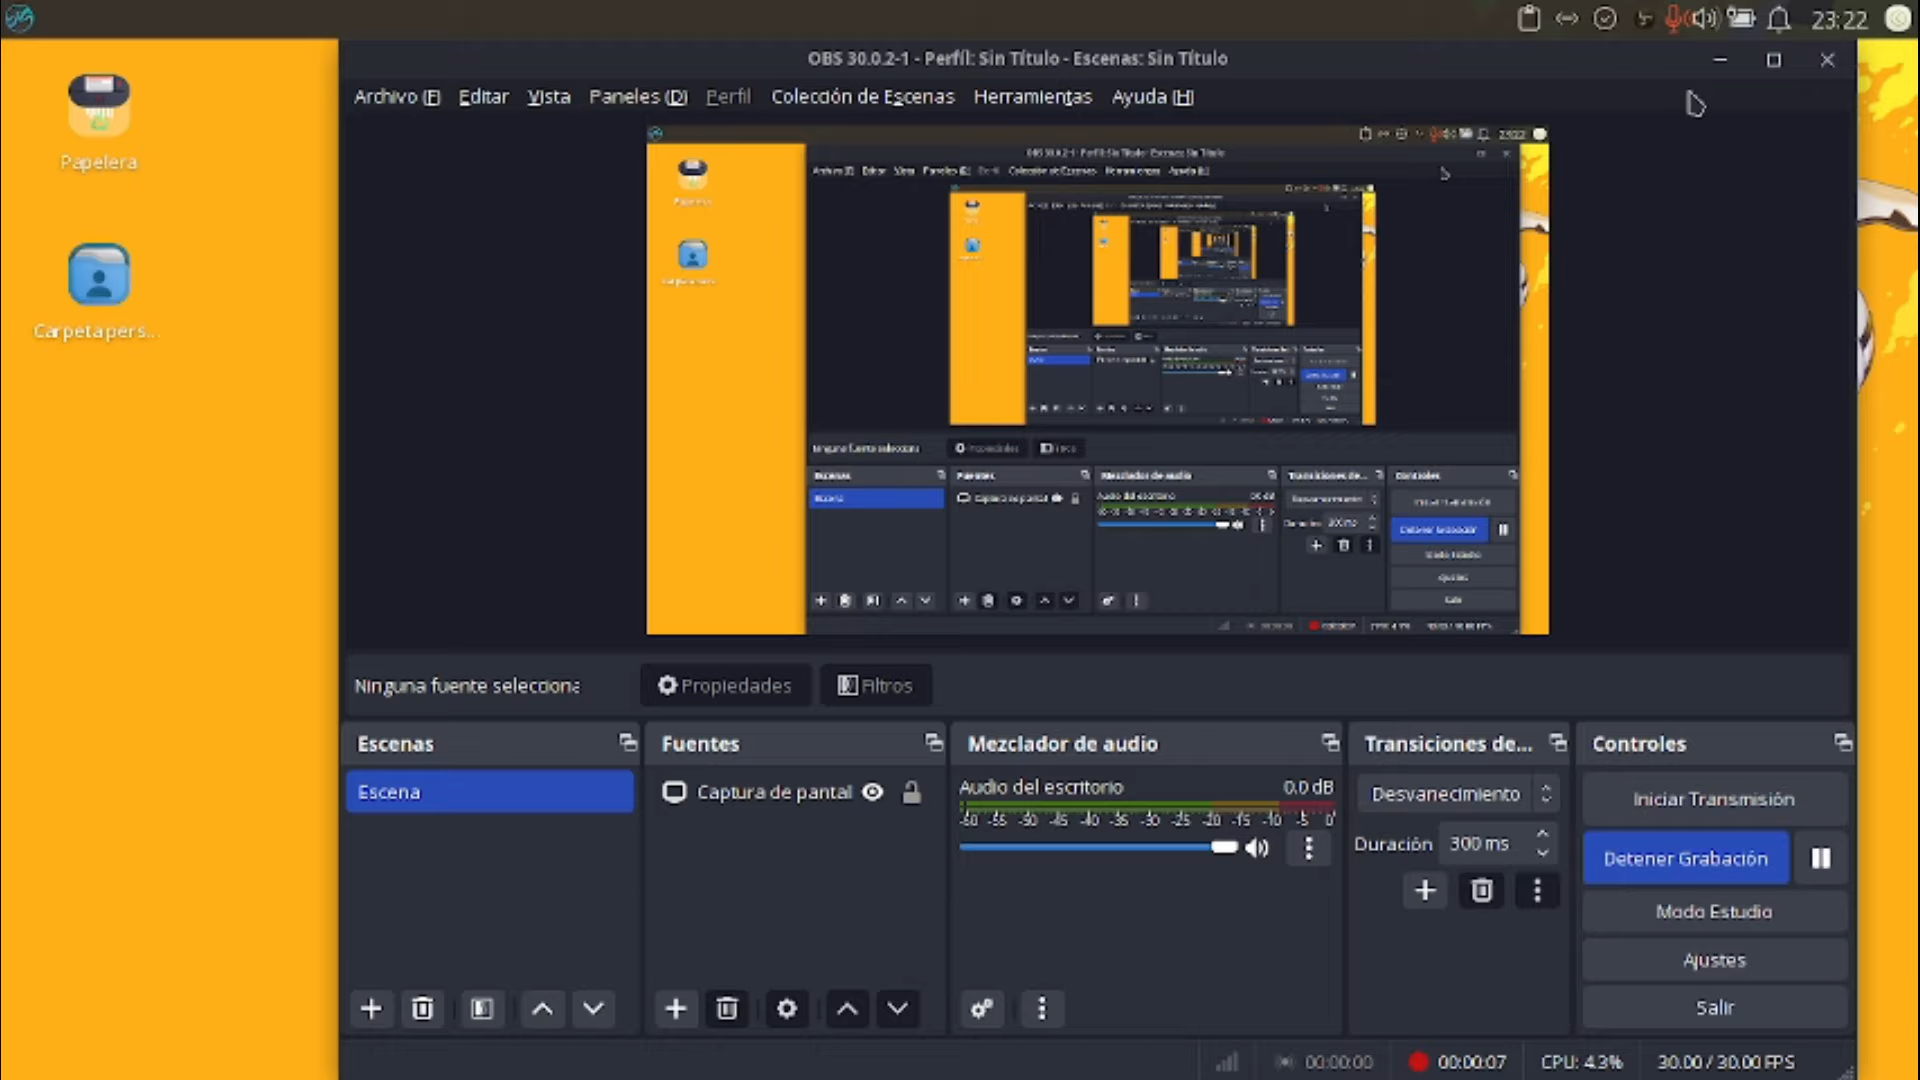 23:22
Papelera
Carpeta pers...
OBS 30.0.2-1 - Perfil: Sin Título - Escenas: Sin Título
Archivo (F) Editar Vista Paneles (D) Perfil Colección de Escenas Herramientas Ayuda (H)
Ninguna fuente selecciona
Propiedades
Filtros
Escenas
Escena
Fuentes
Captura de pantal
Mezclador de audio
Audio del escritorio 0.0 dB
-60 -55 -50 -45 -40 -35 -30 -25 -20 -15 -10 -5 0
Transiciones de...
Desvanecimiento
Duración 300 ms
Controles
Iniciar Transmisión
Detener Grabación
Modo Estudio
Ajustes
Salir
00:00:00
00:00:07
CPU: 4.3%
30.00 / 30.00 FPS